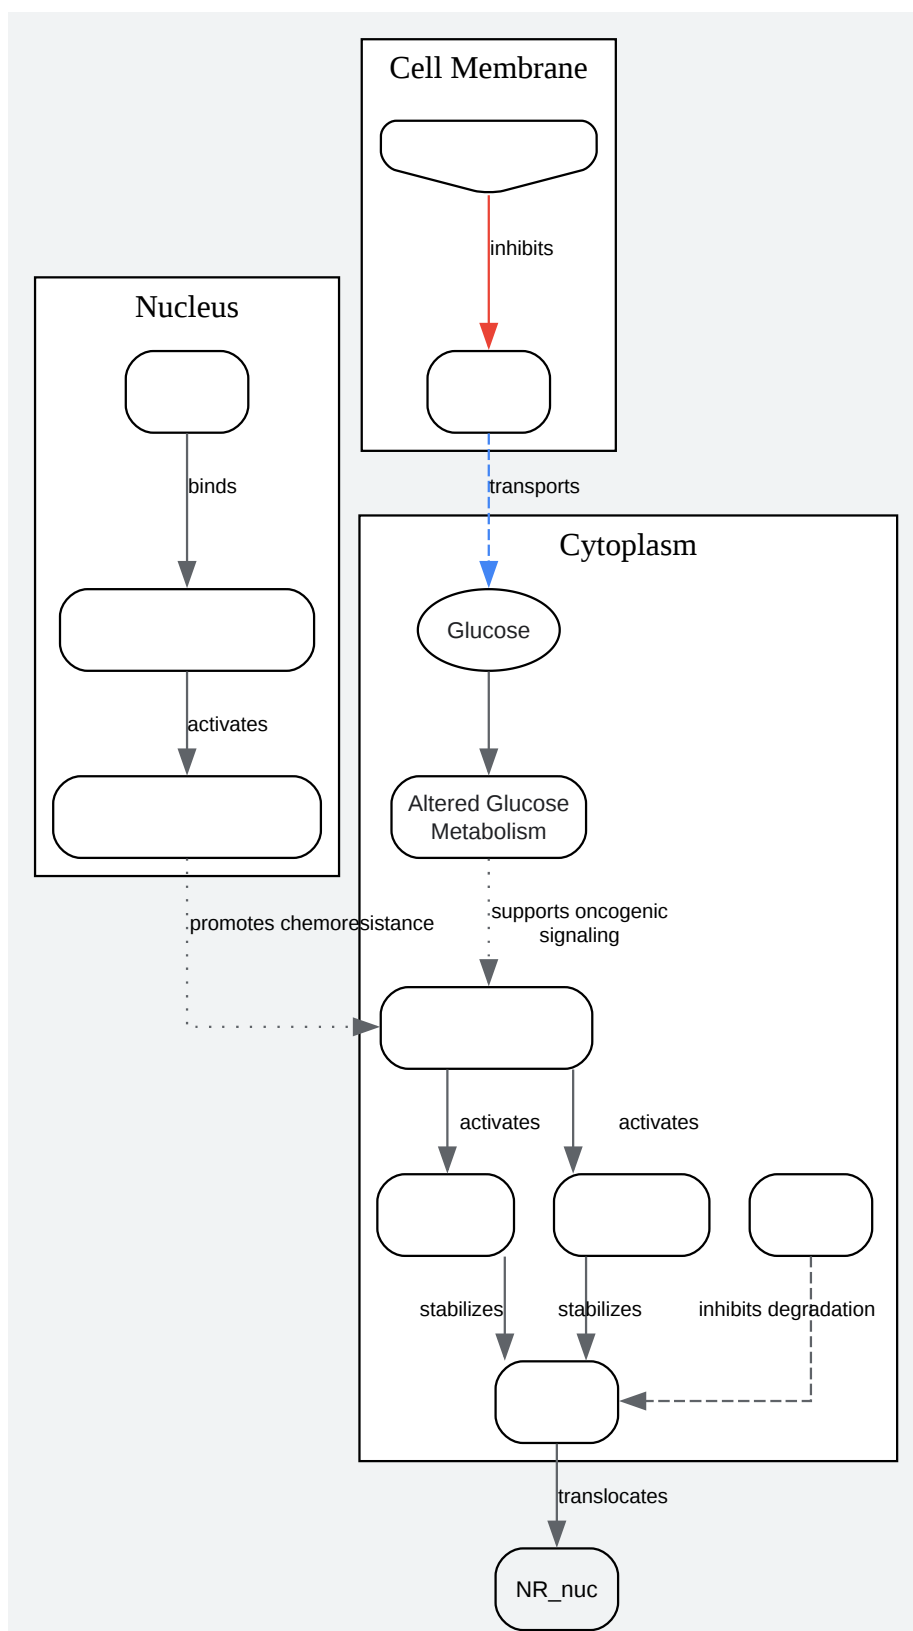 Cell Membrane
inhibits
Nucleus
binds
transports
Cytoplasm
Glucose
activates
Altered Glucose
Metabolism
promotes chemoresistance
supports oncogenic
signaling
activates
activates
stabilizes
stabilizes
inhibits degradation
translocates
NR_nuc